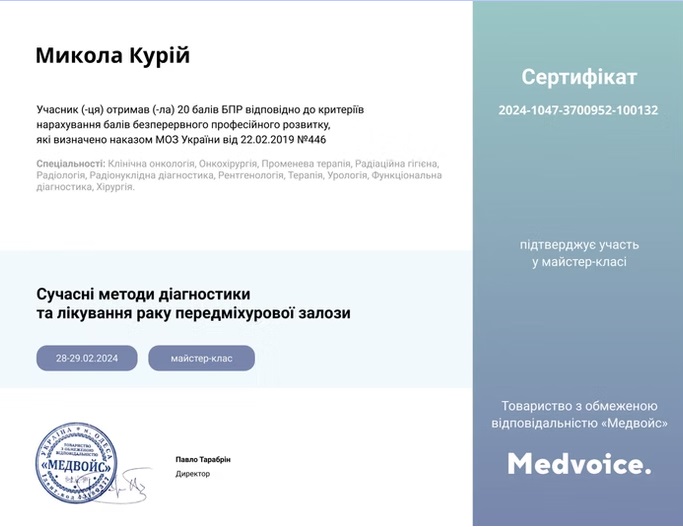 Микола Курій
Учасник (-ця) отримав (-ла) 20 балів БПР відповідно до критеріїв
нарахування балів безперервного професійного розвитку,
які визначено наказом МОЗ України від 22.02.2019 №446
Спеціальності: Клінічна онкологія, Онкохірургія, Променева терапія, Радіаційна гігієна,
Радіологія, Радіонуклідна діагностика, Рентгенологія, Терапія, Урологія, Функціональна
діагностика, Хірургія.
Сучасні методи діагностики
та лікування раку передміхурової залози
28-29.02.2024
майстер-клас
УКРАЇНА * м. ОДЕСА
ТОВАРИСТВО
З ОБМЕЖЕНОЮ
ВІДПОВІДАЛЬНІСТЮ
«МЕДВОЙС»
Павло Тарабрін
Директор
Сертифікат
2024-1047-3700952-100132
підтверджує участь
у майстер-класі
Товариство з обмеженою
відповідальністю «Медвойс»
Medvoice.